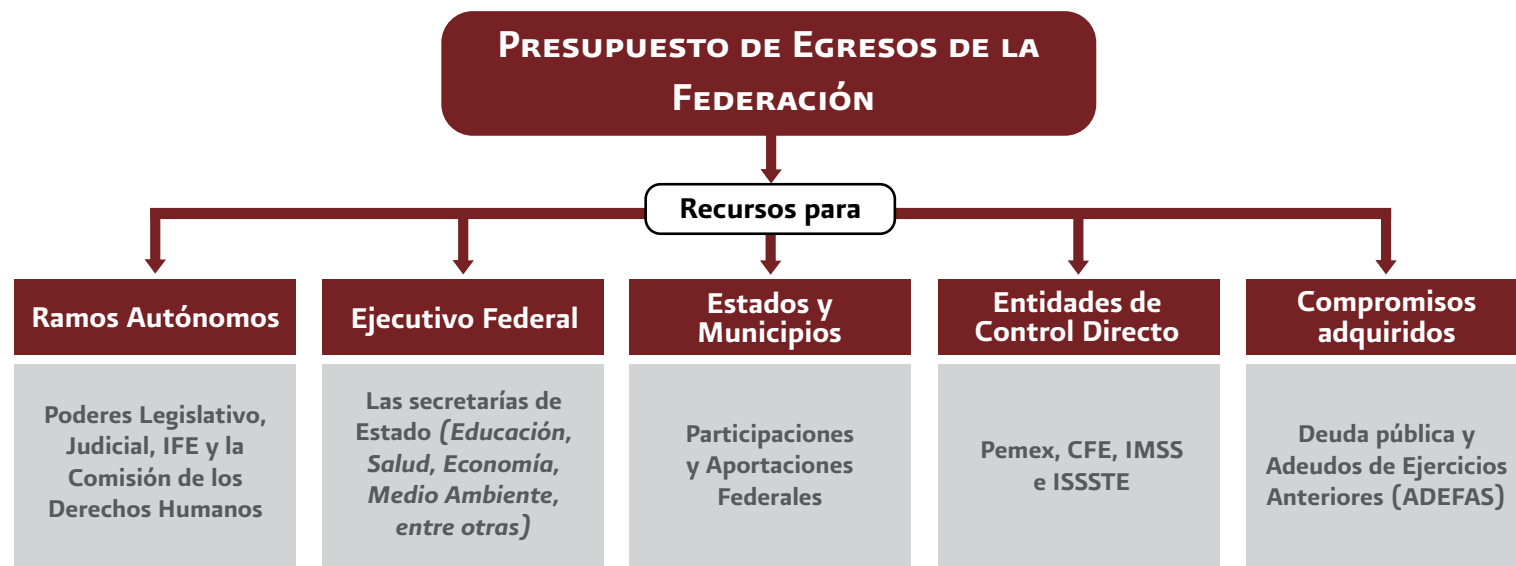 PRESUPUESTO DE EGRESOS DE LA
FEDERACIÓN
Recursos para
Ramos Autónomos
Poderes Legislativo,
Judicial, IFE y la
Comisión de los
Derechos Humanos
Ejecutivo Federal
Las secretarías de
Estado (Educación,
Salud, Economía,
Medio Ambiente,
entre otras)
Estados y
Municipios
Participaciones
y Aportaciones
Federales
Entidades de
Control Directo
Pemex, CFE, IMSS
e ISSSTE
Compromisos
adquiridos
Deuda pública y
Adeudos de Ejercicios
Anteriores (ADEFAS)